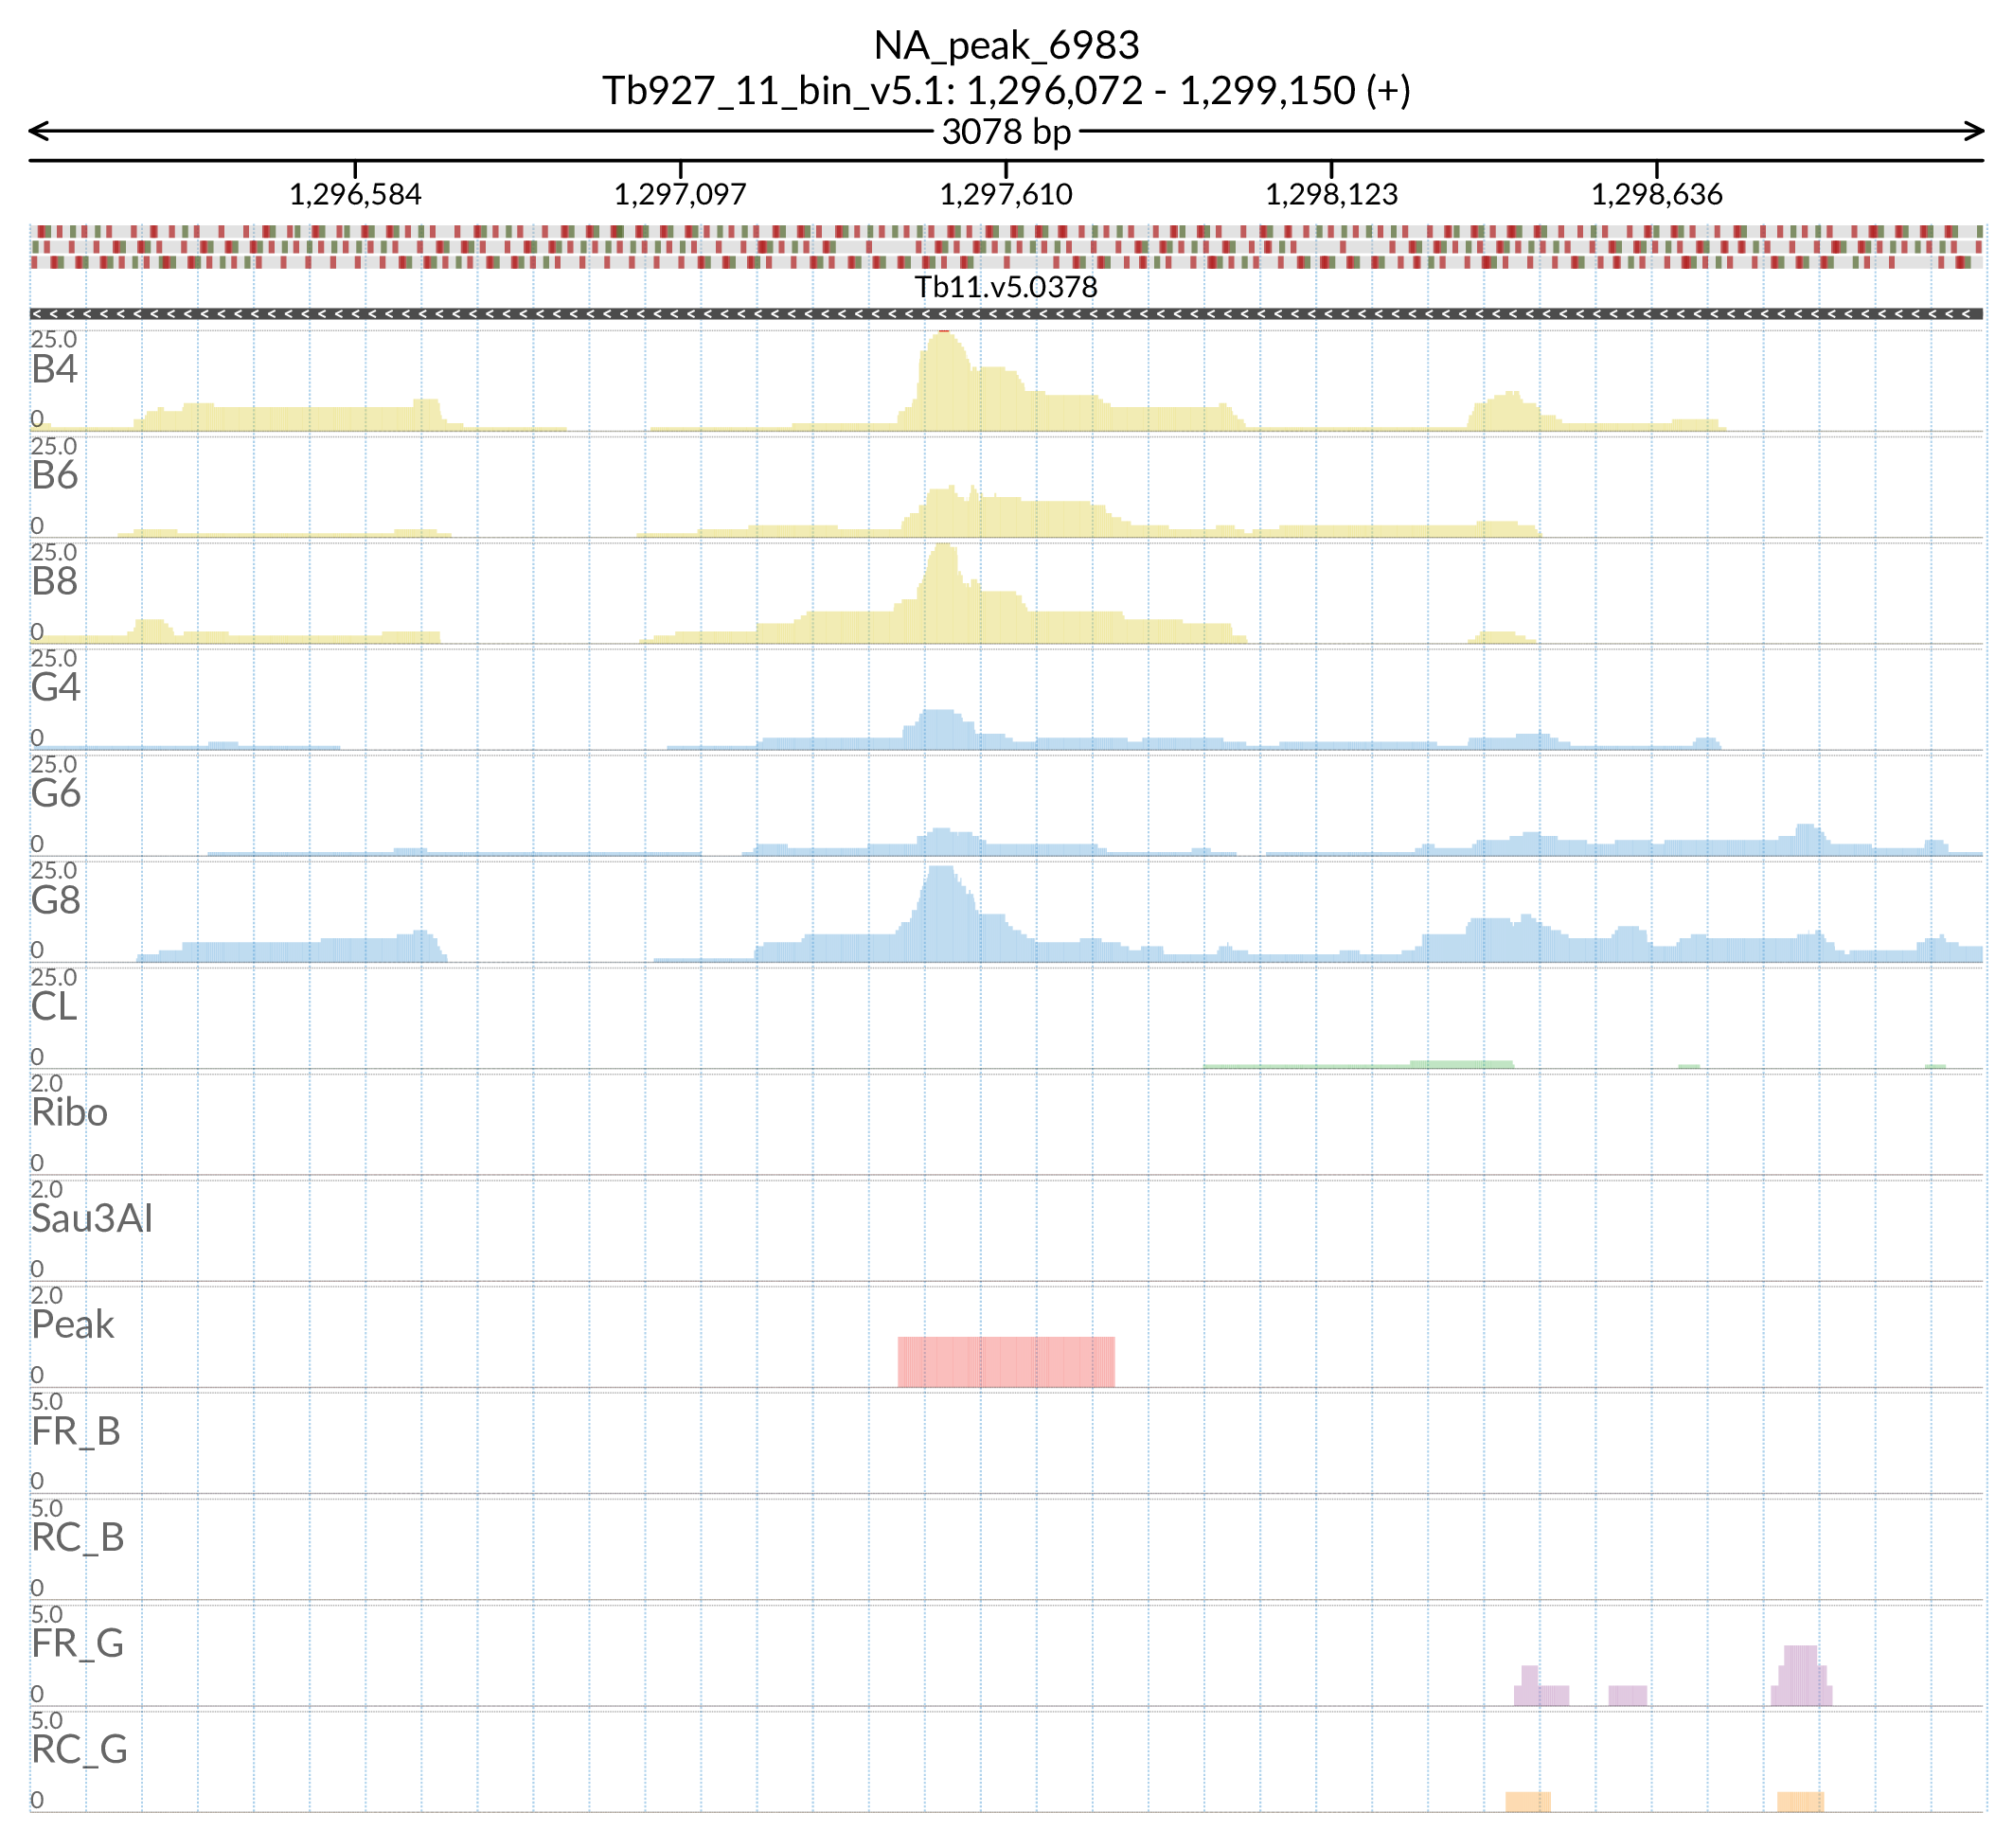 NA_peak_6983
Tb927_11_bin_v5.1: 1,296,072 - 1,299,150 (+)
3078 bp
1,296,584 1,297,097 1,297,610 1,298,123 1,298,636
Tb11.v5.0378
25.0
B4
0
25.0
B6
0
25.0
B8
0
25.0
G4
0
25.0
G6
0
25.0
G8
0
25.0
CL
0
2.0
Ribo
0
2.0
Sau3AI
0
2.0
Peak
0
5.0
FR_B
0
5.0
RC_B
0
5.0
FR_G
0
5.0
RC_G
0